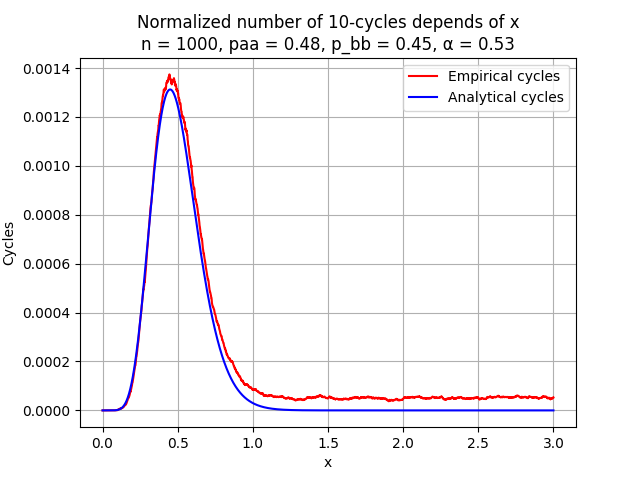 Normalized number of 10-cycles depends of x
n = 1000, paa = 0.48, p_bb = 0.45, α = 0.53
Empirical cycles
Analytical cycles
0.0014
0.0012
0.0010
0.0008
0.0006
0.0004
0.0002
0.0000
Cycles
0.0 0.5 1.0 1.5 2.0 2.5 3.0
x